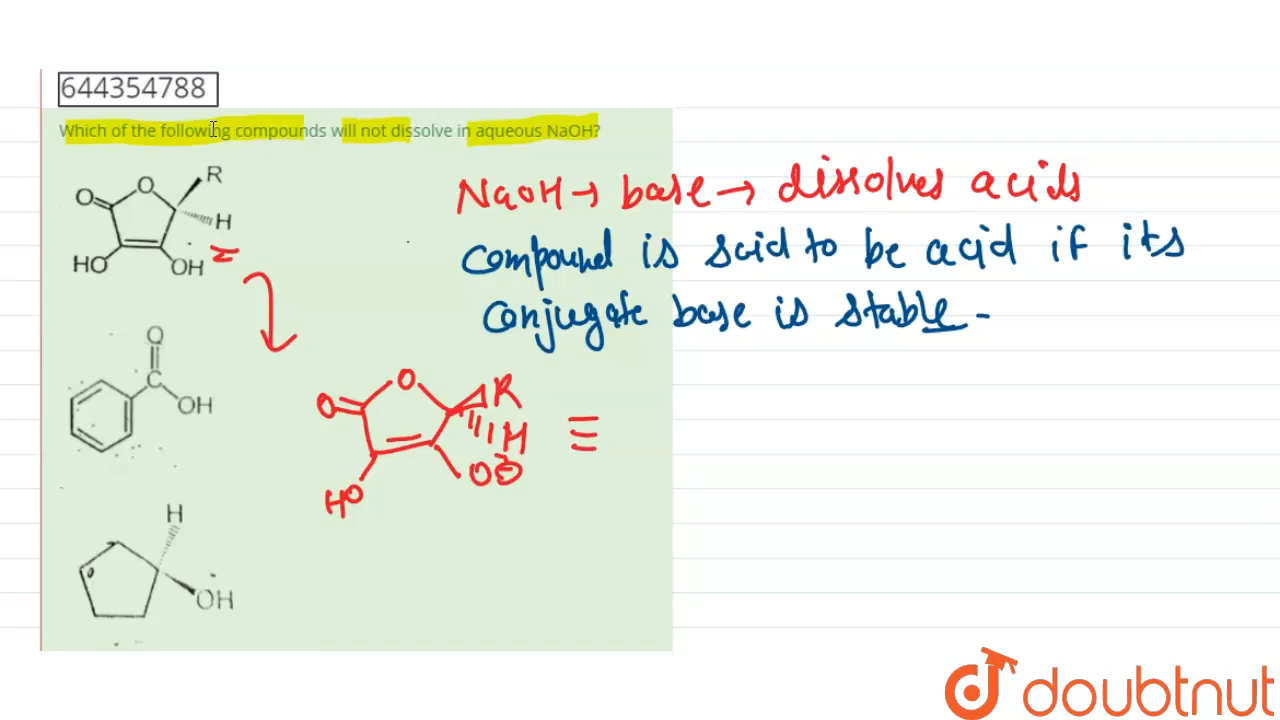 644354788
Which of the following compounds will not dissolve in aqueous NaOH?
NaOH → base → dissolves acids
Compound is said to be acid if its
conjugate base is stable -
O
O
R
H
HO
OH
O
C
OH
H
OH
O
O
R
H
HO
O⊖
≡
doubtnut